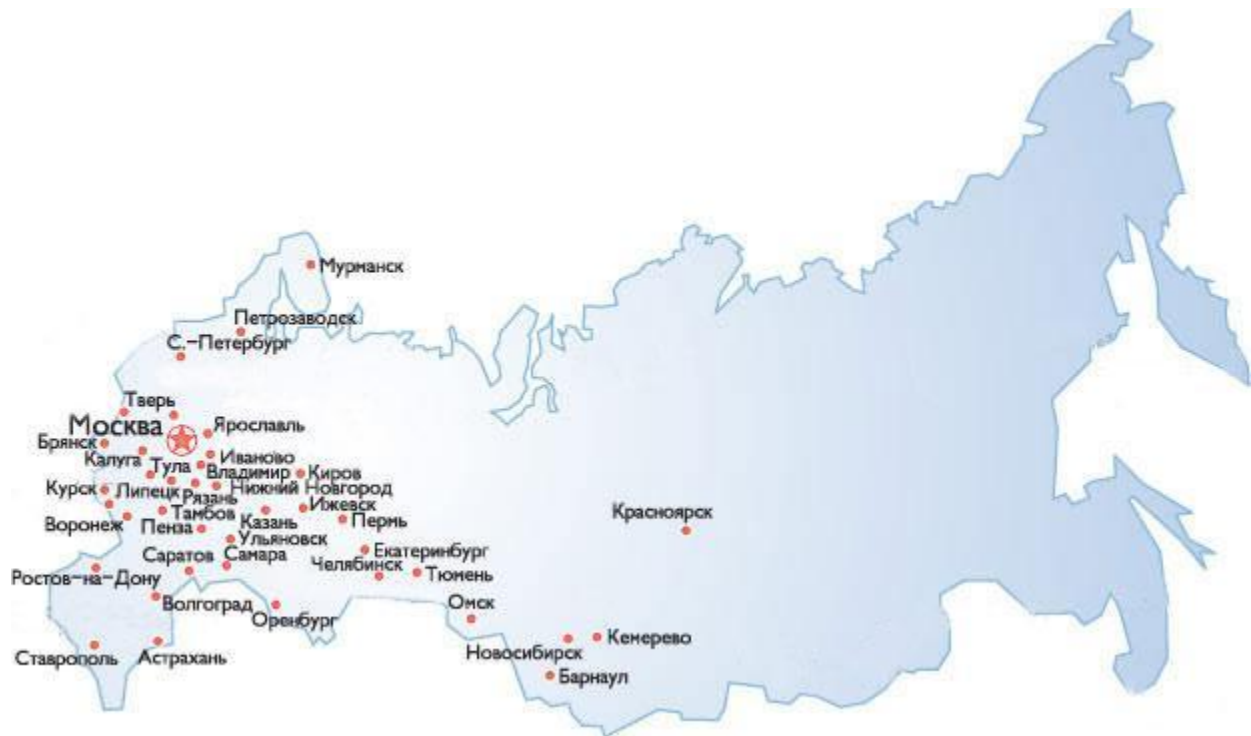 Мурманск
Петрозаводск
С.-Петербург
Тверь
Москва
Ярославль
Брянск
Калуга
Тула
Иваново
Владимир
Киров
Курск
Липецк
Рязань
Нижний Новгород
Воронеж
Тамбов
Ижевск
Пенза
Казань
Пермь
Красноярск
Ульяновск
Саратов
Самара
Екатеринбург
Челябинск
Тюмень
Ростов-на-Дону
Волгоград
Оренбург
Омск
Ставрополь
Астрахань
Новосибирск
Кемерево
Барнаул